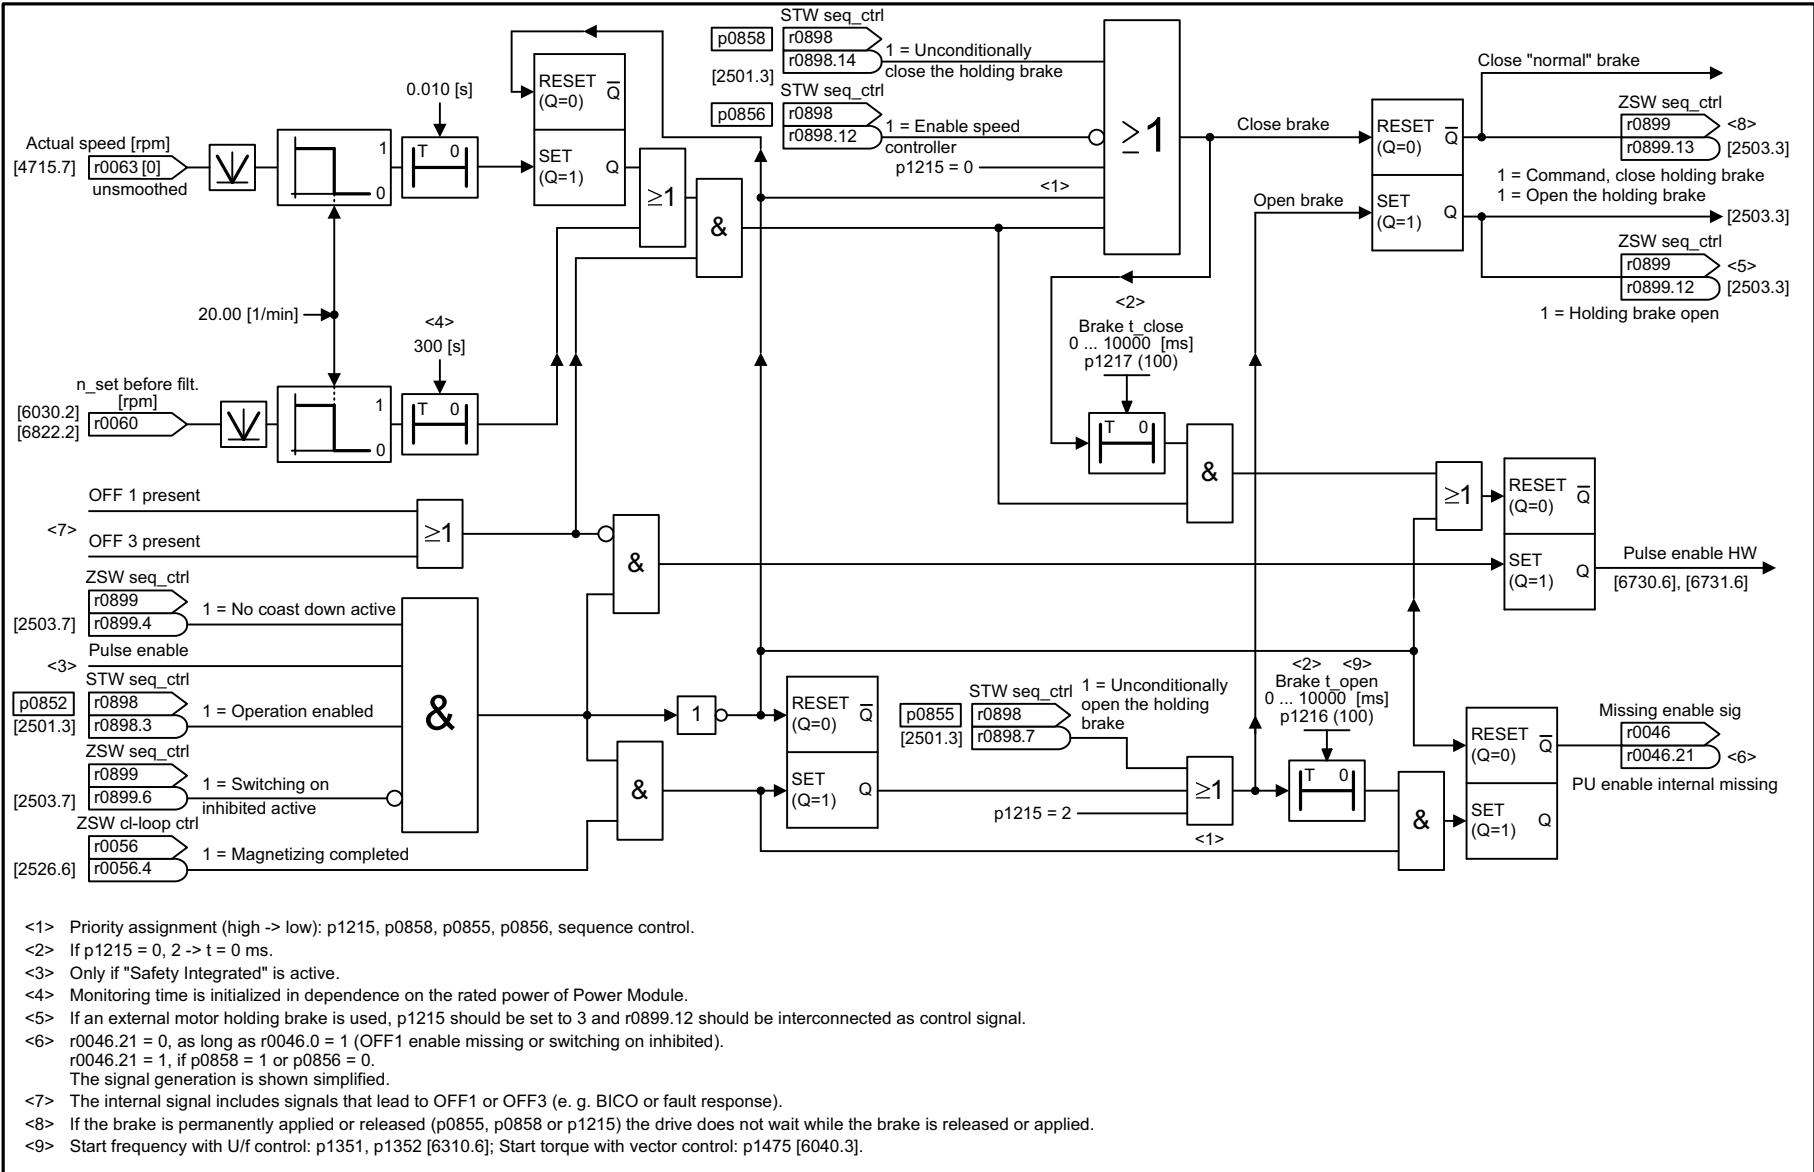 STW seq_ctrl
p0858
r0898
r0898.14
1 = Unconditionally
close the holding brake
[2501.3]
STW seq_ctrl
p0856
r0898
r0898.12
1 = Enable speed
controller
p1215 = 0
<1>
≥1
RESET
(Q=0)
Q
SET
(Q=1)
Q
0.010 [s]
Actual speed [rpm]
[4715.7]
r0063 [0]
unsmoothed
1
0
T 0
≥1
&
Close brake
Open brake
RESET
(Q=0)
Q
SET
(Q=1)
Q
Close "normal" brake
ZSW seq_ctrl
r0899
<8>
r0899.13
[2503.3]
1 = Command, close holding brake
1 = Open the holding brake
[2503.3]
ZSW seq_ctrl
r0899
<5>
r0899.12
[2503.3]
1 = Holding brake open
20.00 [1/min]
<4>
300 [s]
n_set before filt.
[rpm]
[6030.2]
[6822.2]
r0060
1
0
T 0
<2>
Brake t_close
0 ... 10000 [ms]
p1217 (100)
T 0
&
≥1
RESET
(Q=0)
Q
SET
(Q=1)
Q
Pulse enable HW
[6730.6], [6731.6]
OFF 1 present
<7>
OFF 3 present
≥1
&
ZSW seq_ctrl
r0899
[2503.7]
r0899.4
1 = No coast down active
Pulse enable
<3>
STW seq_ctrl
p0852
r0898
[2501.3]
r0898.3
1 = Operation enabled
ZSW seq_ctrl
r0899
[2503.7]
r0899.6
1 = Switching on
inhibited active
ZSW cl-loop ctrl
r0056
[2526.6]
r0056.4
1 = Magnetizing completed
&
1
&
RESET
(Q=0)
Q
SET
(Q=1)
Q
STW seq_ctrl
p0855
r0898
[2501.3]
r0898.7
1 = Unconditionally
open the holding
brake
p1215 = 2
≥1
<1>
<2> <9>
Brake t_open
0 ... 10000 [ms]
p1216 (100)
T 0
&
RESET
(Q=0)
Q
SET
(Q=1)
Q
Missing enable sig
r0046
r0046.21
<6>
PU enable internal missing
<1> Priority assignment (high -> low): p1215, p0858, p0855, p0856, sequence control.
<2> If p1215 = 0, 2 -> t = 0 ms.
<3> Only if "Safety Integrated" is active.
<4> Monitoring time is initialized in dependence on the rated power of Power Module.
<5> If an external motor holding brake is used, p1215 should be set to 3 and r0899.12 should be interconnected as control signal.
<6> r0046.21 = 0, as long as r0046.0 = 1 (OFF1 enable missing or switching on inhibited).
r0046.21 = 1, if p0858 = 1 or p0856 = 0.
The signal generation is shown simplified.
<7> The internal signal includes signals that lead to OFF1 or OFF3 (e. g. BICO or fault response).
<8> If the brake is permanently applied or released (p0855, p0858 or p1215) the drive does not wait while the brake is released or applied.
<9> Start frequency with U/f control: p1351, p1352 [6310.6]; Start torque with vector control: p1475 [6040.3].